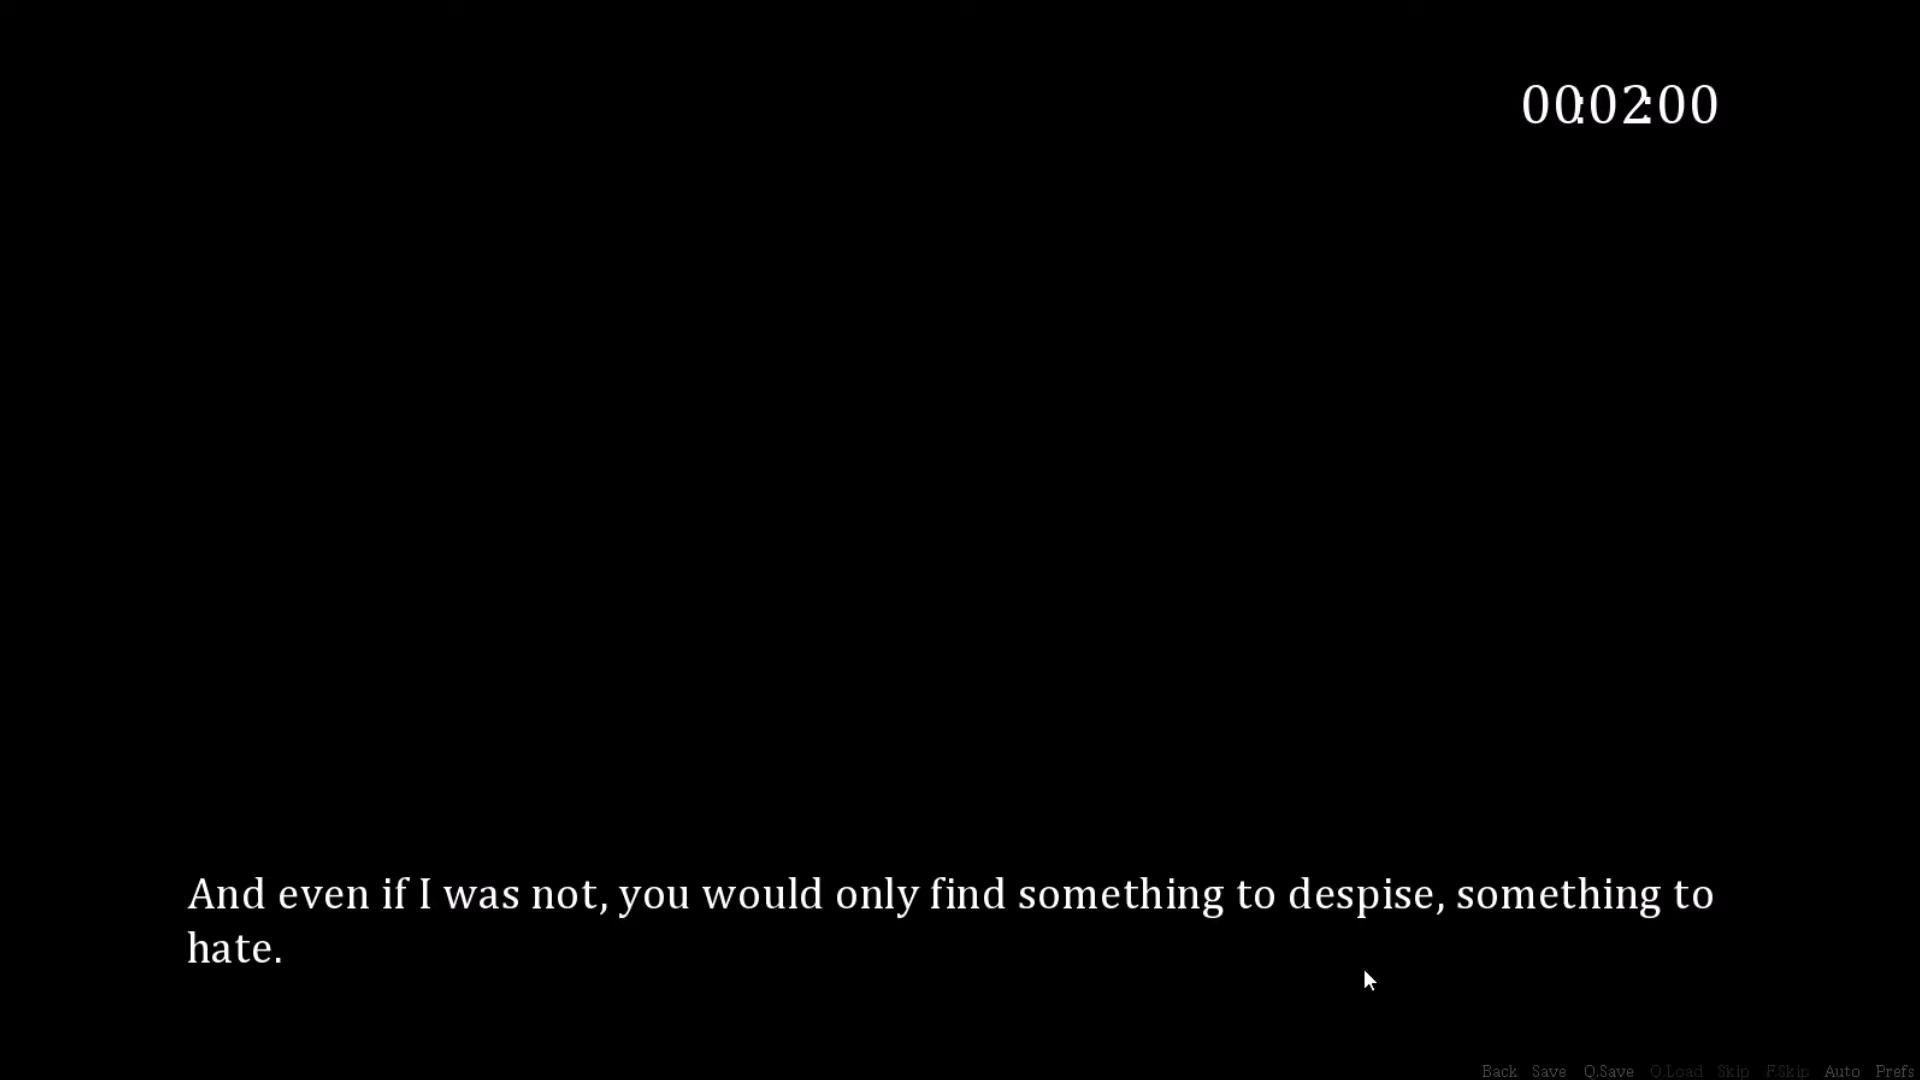 00:02:00
And even if I was not, you would only find something to despise, something to
hate.
Back Save Q.Save Q.Load Skip F.Skip Auto Prefs